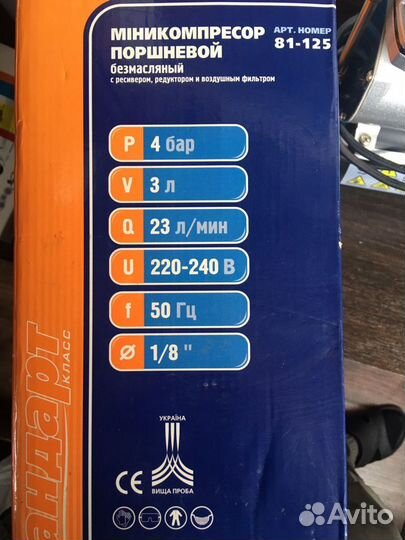 МІНИКОМПРЕСОР
ПОРШНЕВОЙ
безмасляный
с ресивером, редуктором и воздушным фильтром
АРТ. НОМЕР
81-125
P 4 бар
V 3 л
Q 23 л/мин
U 220-240 В
f 50 Гц
Ø 1/8 "
андарт
КЛАСС
УКРАЇНА
ВИЩА ПРОБА
CE
Avito